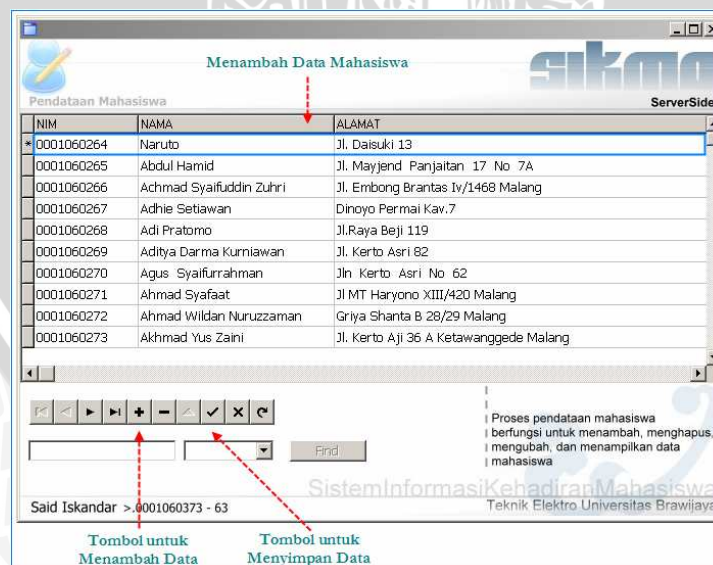 Menambah Data Mahasiswa
sikma
Pendataan Mahasiswa
ServerSide
NIM NAMA ALAMAT
* 0001060264 Naruto Jl. Daisuki 13
0001060265 Abdul Hamid Jl. Mayjend Panjaitan 17 No 7A
0001060266 Achmad Syaifuddin Zuhri Jl. Embong Brantas Iv/1468 Malang
0001060267 Adhie Setiawan Dinoyo Permai Kav.7
0001060268 Adi Pratomo Jl.Raya Beji 119
0001060269 Aditya Darma Kurniawan Jl. Kerto Asri 82
0001060270 Agus Syaifurrahman Jln Kerto Asri No 62
0001060271 Ahmad Syafaat Jl MT Haryono XIII/420 Malang
0001060272 Ahmad Wildan Nuruzzaman Griya Shanta B 28/29 Malang
0001060273 Akhmad Yus Zaini Jl. Kerto Aji 36 A Ketawanggede Malang
Proses pendataan mahasiswa
berfungsi untuk menambah, menghapus,
mengubah, dan menampilkan data
mahasiswa
Find
SistemInformasiKehadiranMahasiswa
Said Iskandar >.0001060373 - 63
Teknik Elektro Universitas Brawijaya
Tombol untuk
Menambah Data
Tombol untuk
Menyimpan Data